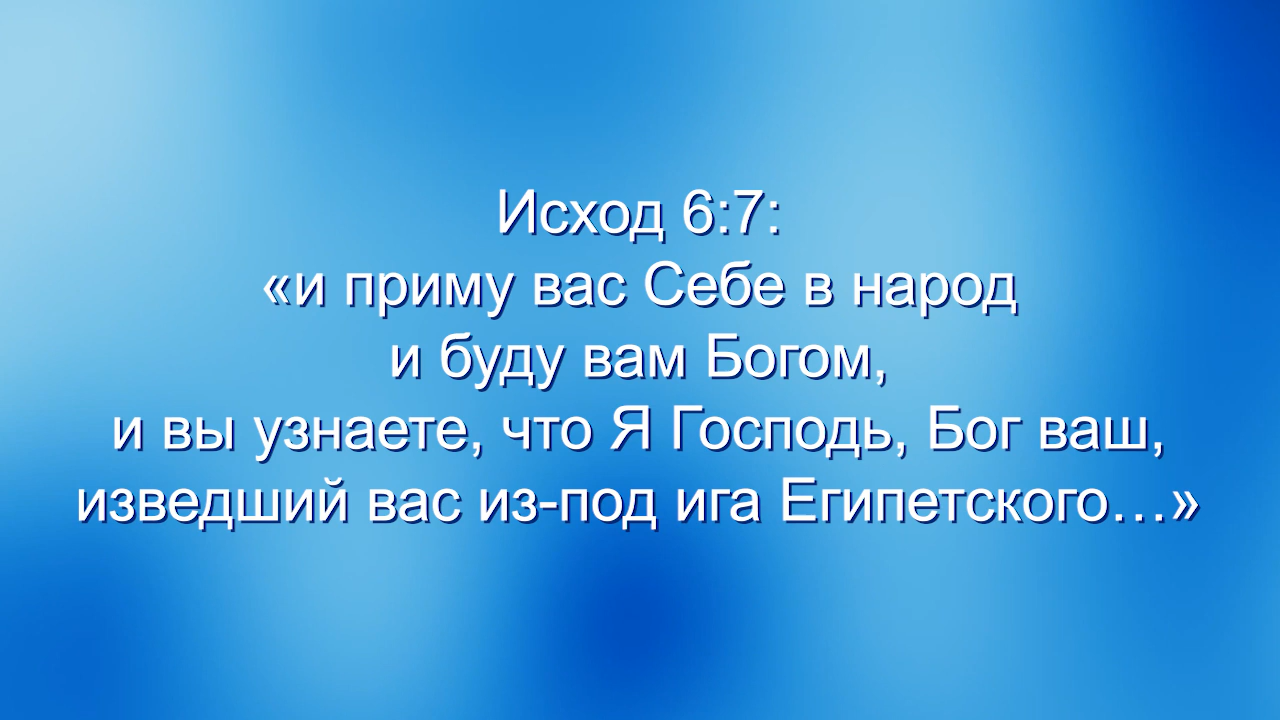 Исход 6:7:
«и приму вас Себе в народ
и буду вам Богом,
и вы узнаете, что Я Господь, Бог ваш,
изведший вас из-под ига Египетского…»